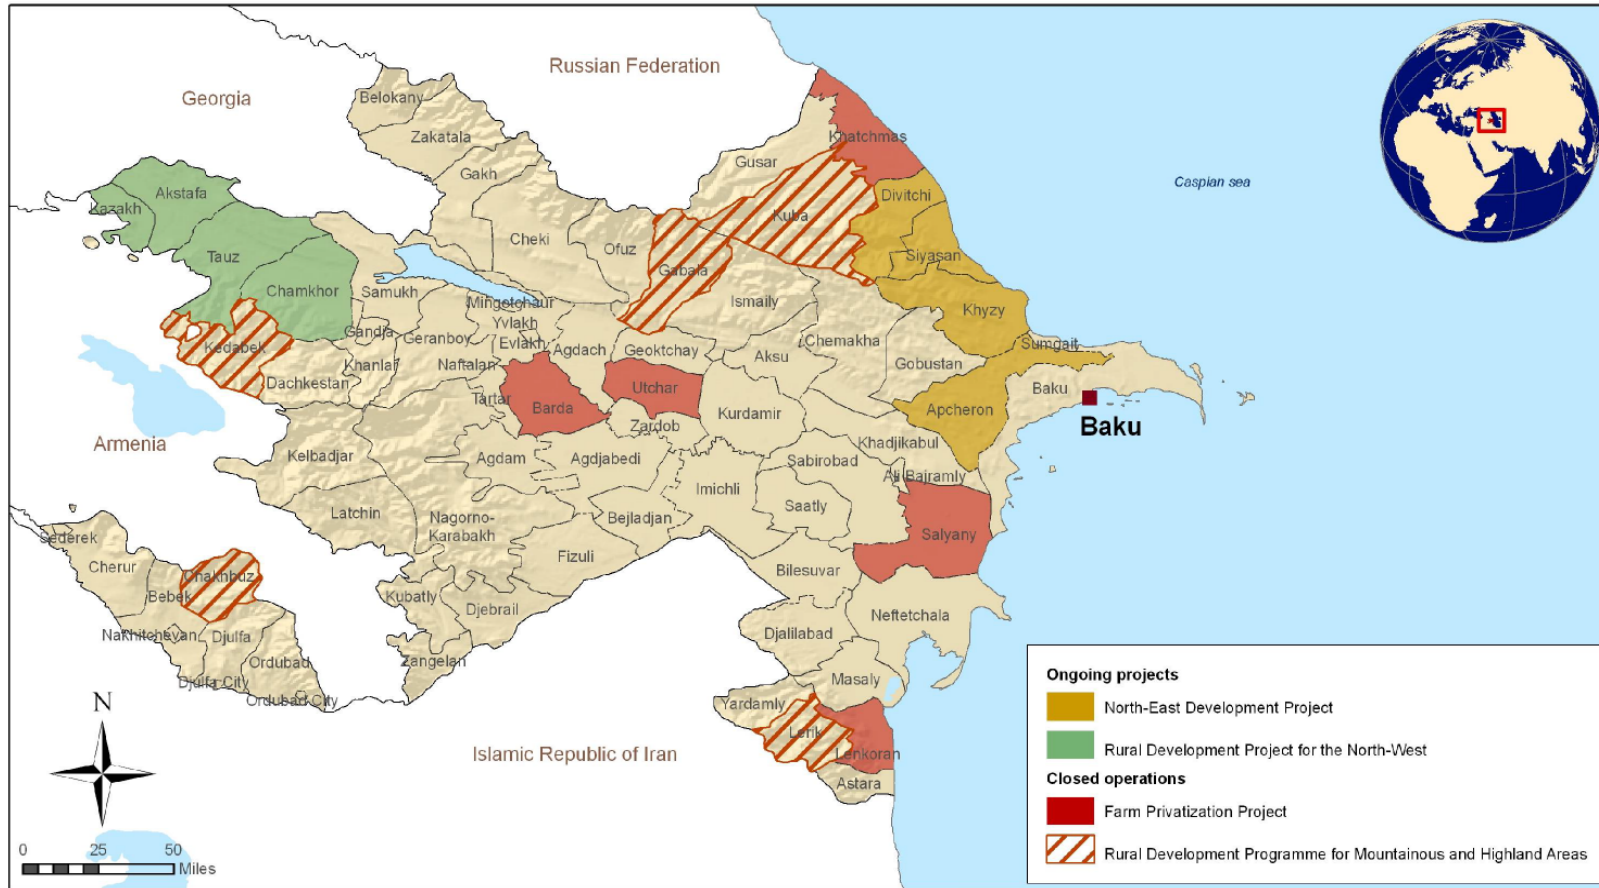 Russian Federation
Georgia
Belokany
Zakatala
Khatchmas
Gusar
Gakh
Caspian sea
Akstafa
Divitchi
Kazakh
Kuba
Cheki
Ofuz
Tauz
Siyasan
Gabala
Chamkhor
Samukh
Mingotchaur
Ismaily
Khyzy
Yvlakh
Gandja
Geranboy
Evlakh
Agdach
Geoktchay
Chemakha
Sumgait
Kedabek
Khanlar
Naftalan
Aksu
Gobustan
Dachkestan
Utchar
Baku
Tartar
Barda
Kurdamir
Apcheron
Zardob
Baku
Armenia
Khadjikabul
Kelbadjar
Agdam
Agdjabedi
Sabirobad
Ali Bajramly
Imichli
Saatly
Latchin
Nagorno-
Karabakh
Bejladjan
Salyany
Sederek
Fizuli
Cherur
Chakhbuz
Bilesuvar
Bebek
Kubatly
Djebrail
Neftetchala
Nakhitchevan
Djulfa
Djalilabad
Ordubad
Zangelan
Djulfa City
Masaly
Ordubad City
Yardamly
N
Lerik
Islamic Republic of Iran
Lenkoran
Astara
0 25 50
Miles
Ongoing projects
North-East Development Project
Rural Development Project for the North-West
Closed operations
Farm Privatization Project
Rural Development Programme for Mountainous and Highland Areas